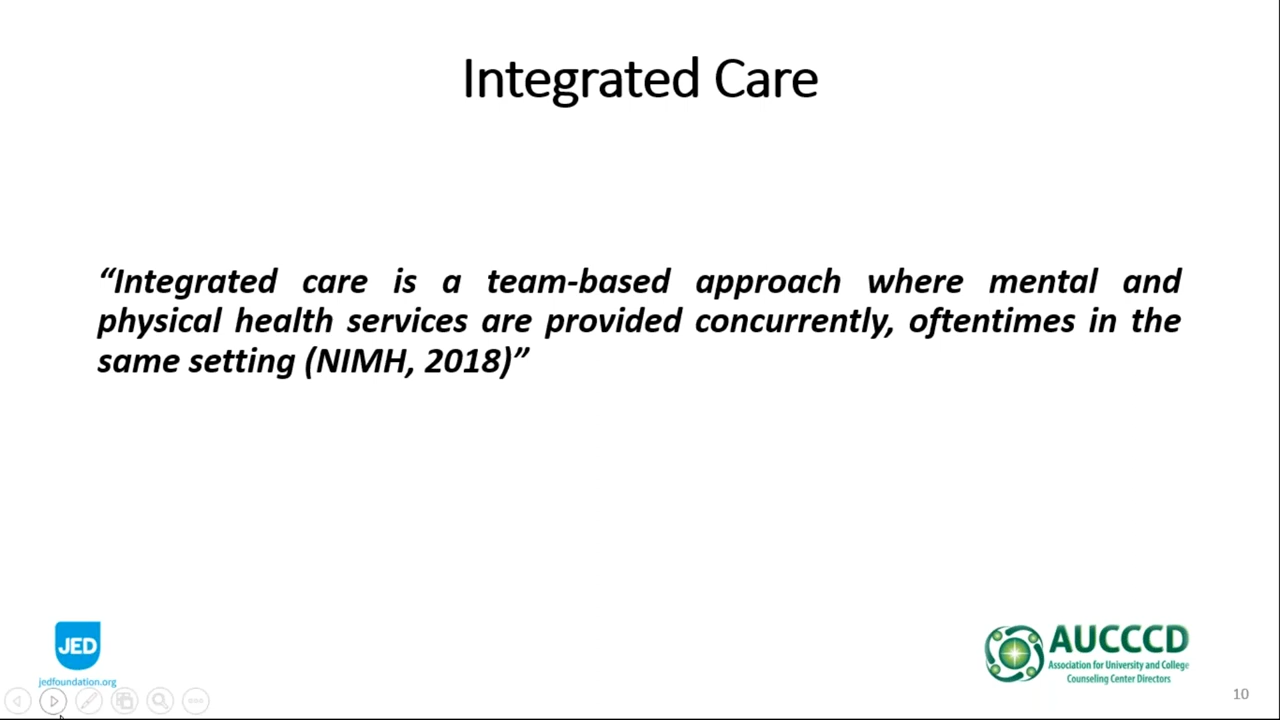 Integrated Care
“Integrated care is a team-based approach where mental and
physical health services are provided concurrently, oftentimes in the
same setting (NIMH, 2018)”
JED
jedfoundation.org
AUCCCD
Association for University and College
Counseling Center Directors
10